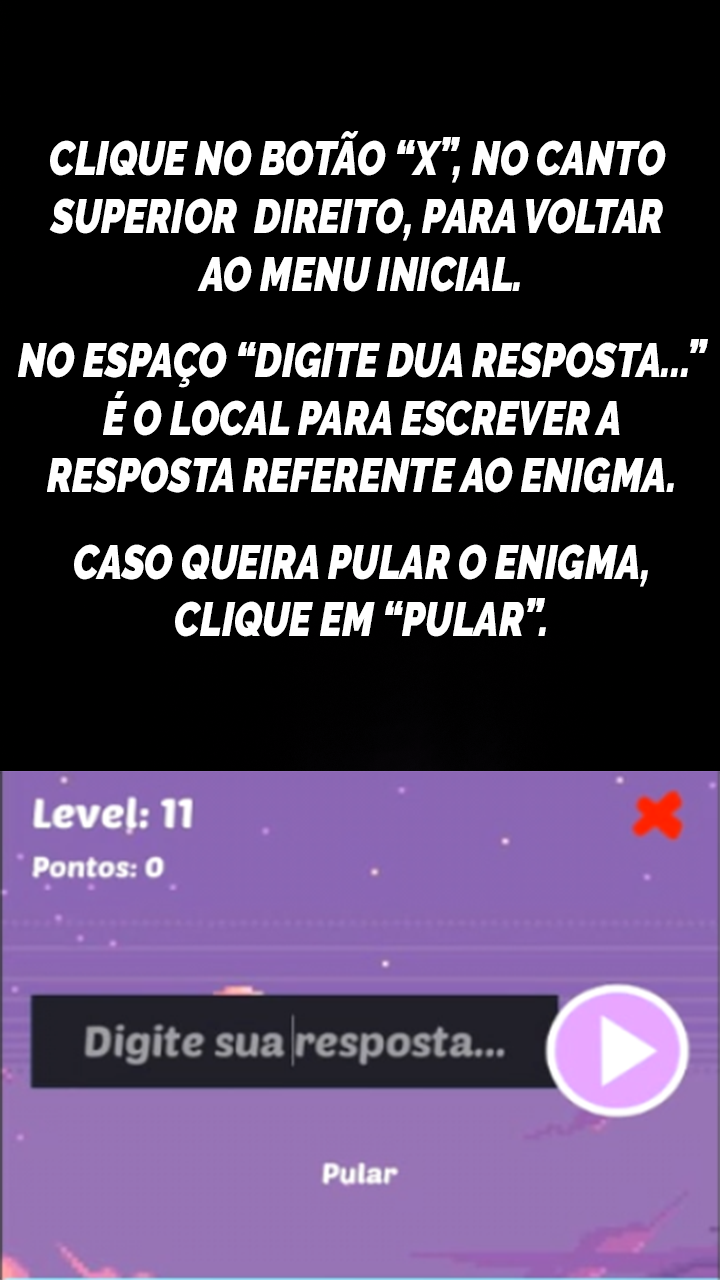 CLIQUE NO BOTÃO “X”, NO CANTO
SUPERIOR DIREITO, PARA VOLTAR
AO MENU INICIAL.
NO ESPAÇO “DIGITE DUA RESPOSTA...”
É O LOCAL PARA ESCREVER A
RESPOSTA REFERENTE AO ENIGMA.
CASO QUEIRA PULAR O ENIGMA,
CLIQUE EM “PULAR”.
Level: 11
Pontos: 0
Digite sua resposta...
Pular